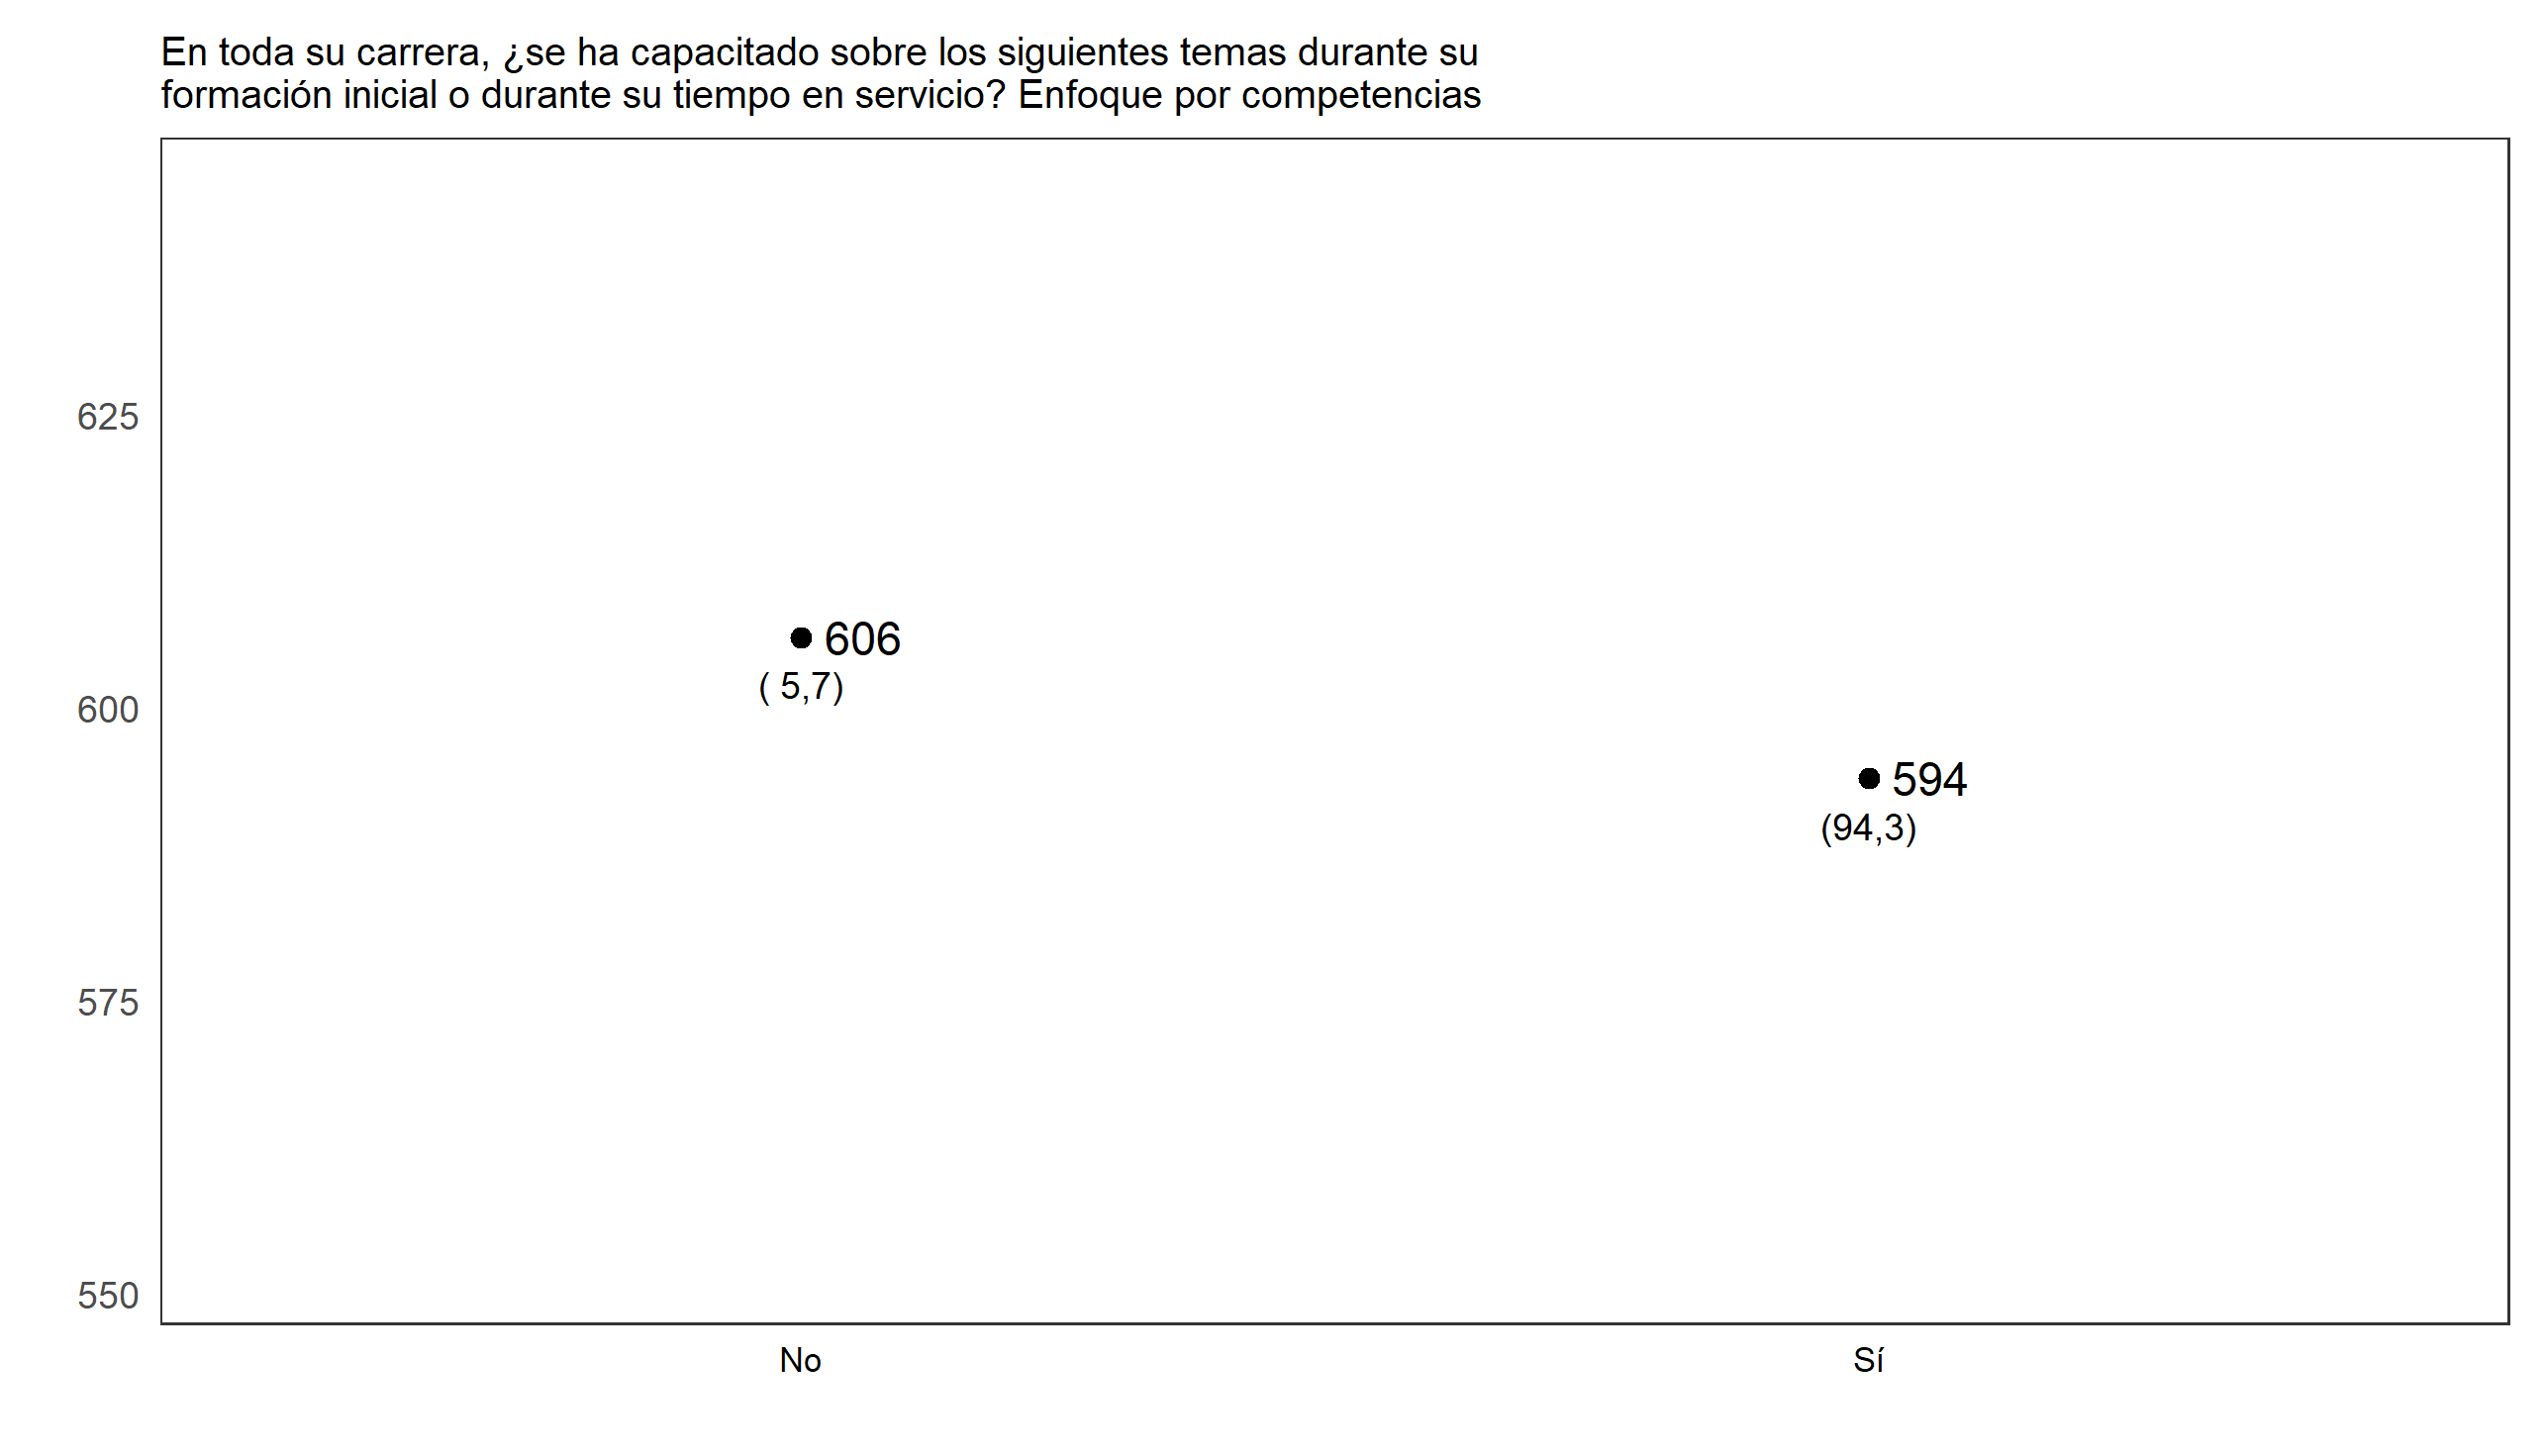 En toda su carrera, ¿se ha capacitado sobre los siguientes temas durante su
formación inicial o durante su tiempo en servicio? Enfoque por competencias
625
606
( 5,7)
600
594
(94,3)
575
550
No
Sí